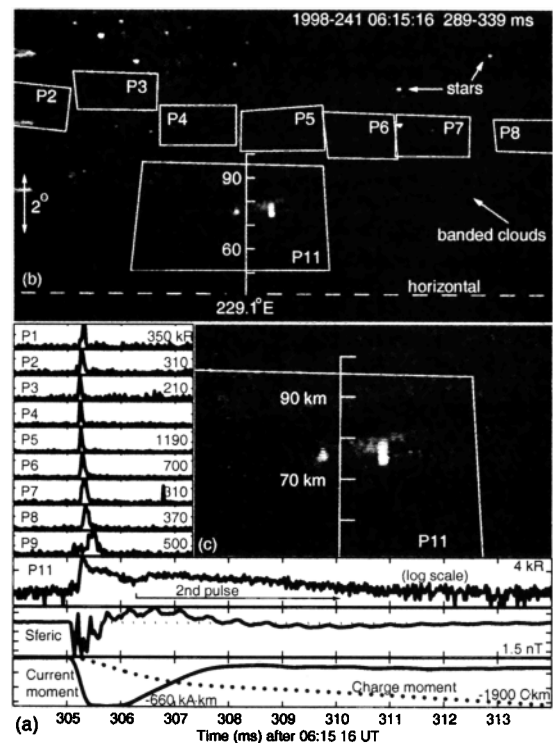 1998-241 06:15:16 289-339 ms
stars
P2
P3
P4
P5
P6
P7
P8
2°
90
60
P11
banded clouds
(b)
horizontal
229.1°E
P1 350 kR
P2 310
P3 210
P4
P5 1190
P6 700
P7 310
P8 370
P9 500
90 km
70 km
(c)
P11
P11 (log scale) 4 kR
2nd pulse
Sferic 1.5 nT
Current moment -660 kA·km Charge moment -1900 C·km
(a)
305 306 307 308 309 310 311 312 313
Time (ms) after 06:15 16 UT